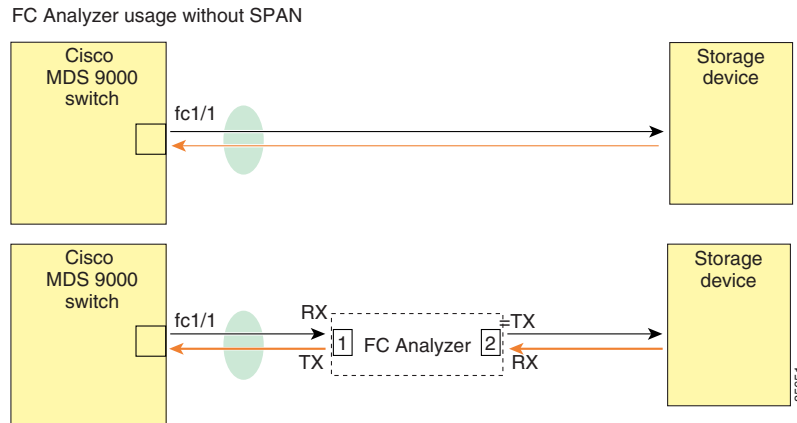 FC Analyzer usage without SPAN
Cisco
MDS 9000
switch
fc1/1
Storage
device
Cisco
MDS 9000
switch
fc1/1
RX
TX
1
FC Analyzer
2
=TX
RX
Storage
device